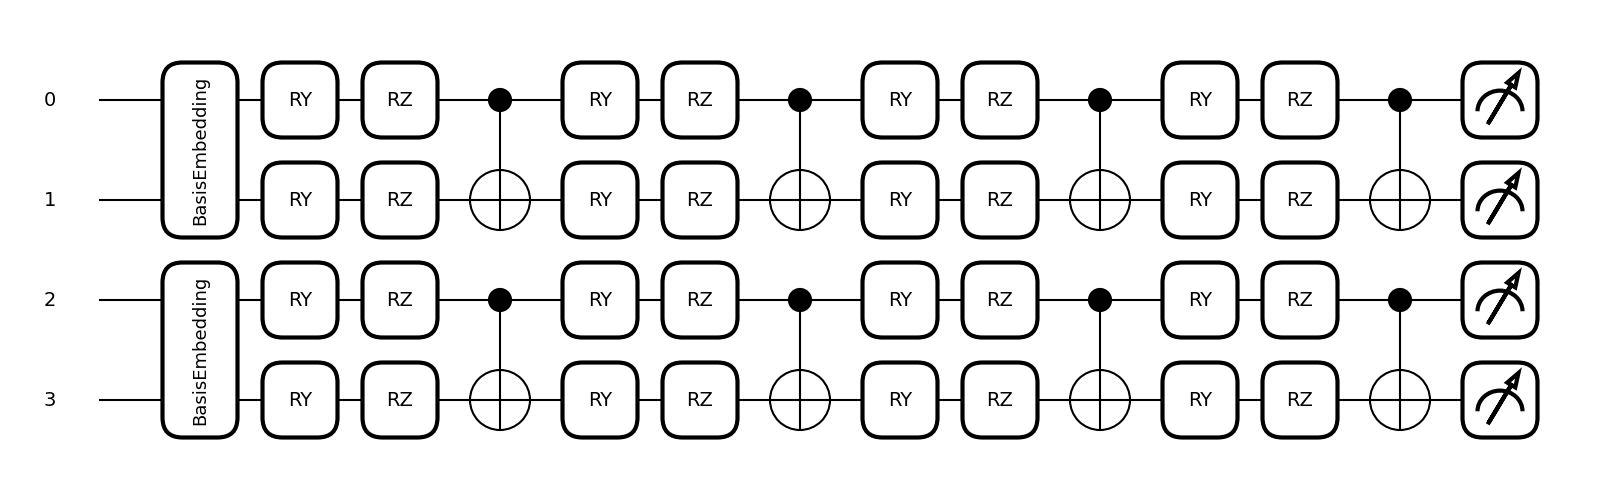 0 BasisEmbedding RY RZ RY RZ RY RZ RY RZ
1 RY RZ RY RZ RY RZ RY RZ
2 BasisEmbedding RY RZ RY RZ RY RZ RY RZ
3 RY RZ RY RZ RY RZ RY RZ